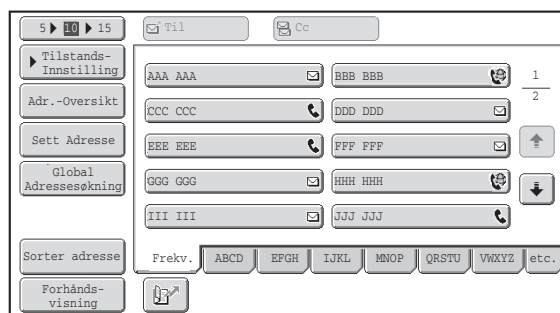 5 10 15
Til
Cc
Tilstands-
Innstilling
Adr.-Oversikt
Sett Adresse
Global
Adressesøkning
Sorter adresse
Forhånds-
visning
AAA AAA
BBB BBB
CCC CCC
DDD DDD
EEE EEE
FFF FFF
GGG GGG
HHH HHH
III III
JJJ JJJ
1
2
Frekv. ABCD EFGH IJKL MNOP QRSTU VWXYZ etc.